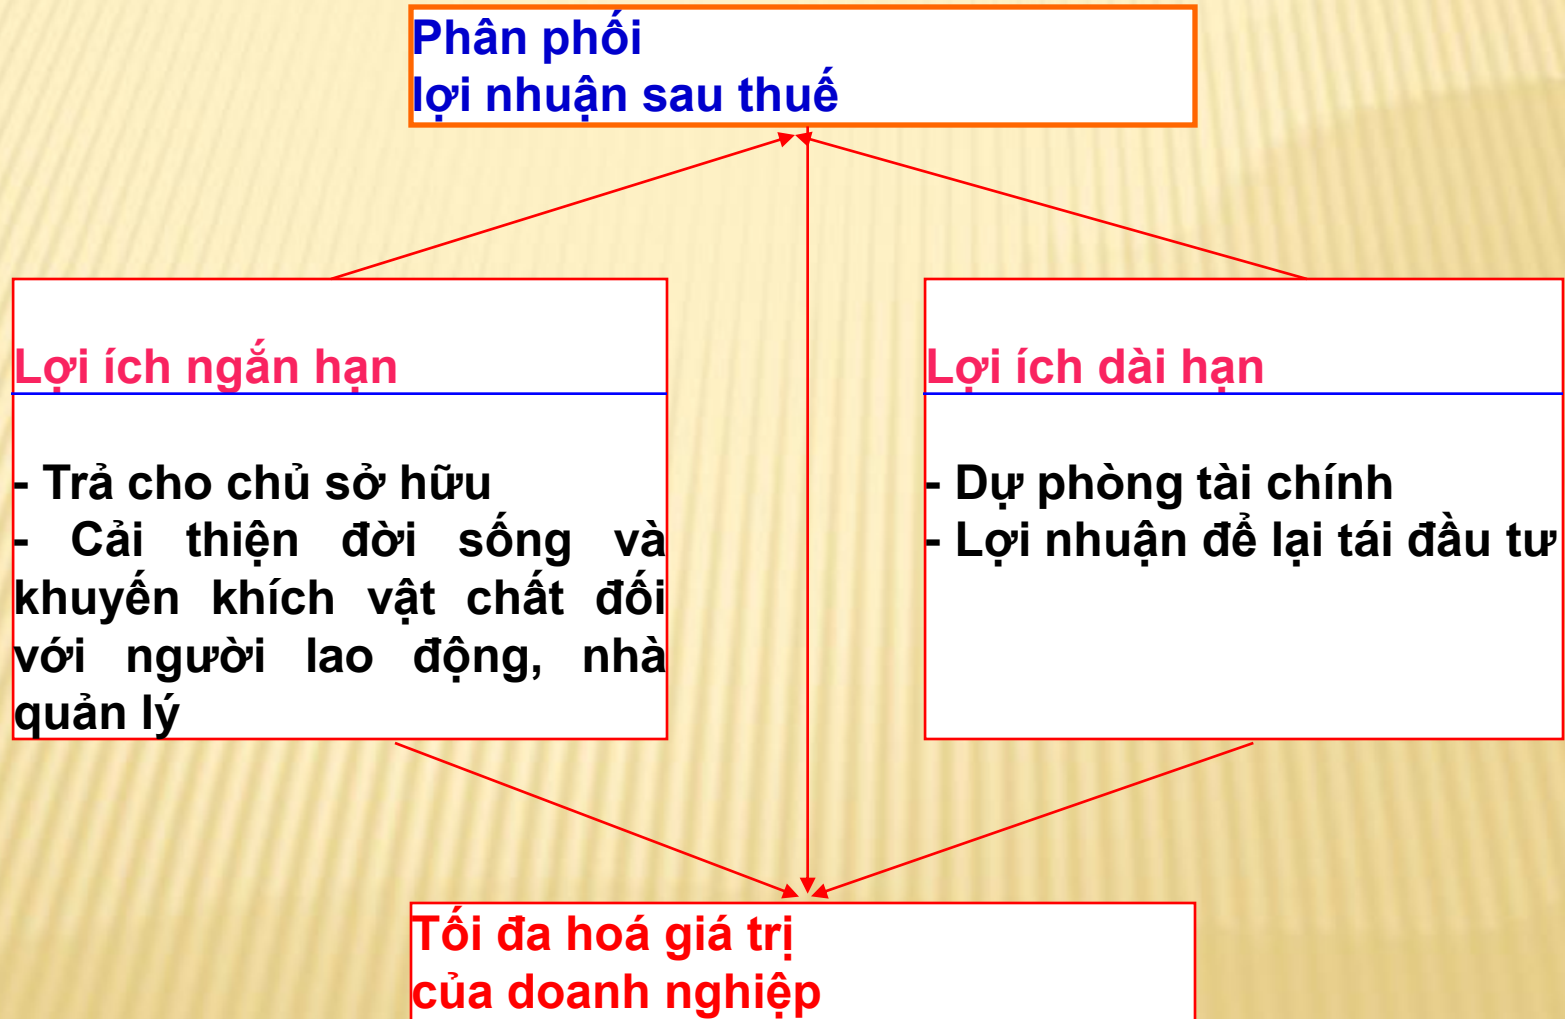 Phân phối
lợi nhuận sau thuế
Lợi ích ngắn hạn
- Trả cho chủ sở hữu
- Cải thiện đời sống và
khuyến khích vật chất đối
với người lao động, nhà
quản lý
Lợi ích dài hạn
- Dự phòng tài chính
- Lợi nhuận để lại tái đầu tư
Tối đa hoá giá trị
của doanh nghiệp